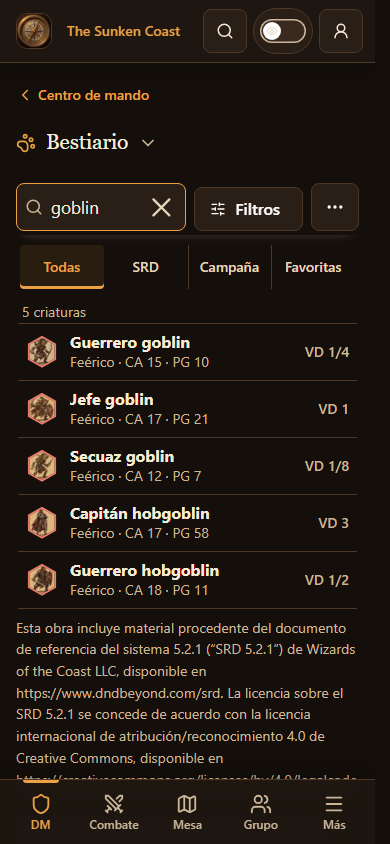 The Sunken Coast
Centro de mando
Bestiario
goblin
Filtros
Todas
SRD
Campaña
Favoritas
5 criaturas
Guerrero goblin
Feérico · CA 15 · PG 10
VD 1/4
Jefe goblin
Feérico · CA 17 · PG 21
VD 1
Secuaz goblin
Feérico · CA 12 · PG 7
VD 1/8
Capitán hobgoblin
Feérico · CA 17 · PG 58
VD 3
Guerrero hobgoblin
Feérico · CA 18 · PG 11
VD 1/2
Esta obra incluye material procedente del documento
de referencia del sistema 5.2.1 (“SRD 5.2.1”) de Wizards
of the Coast LLC, disponible en
https://www.dndbeyond.com/srd. La licencia sobre el
SRD 5.2.1 se concede de acuerdo con la licencia
internacional de atribución/reconocimiento 4.0 de
Creative Commons, disponible en
DM
Combate
Mesa
Grupo
Más